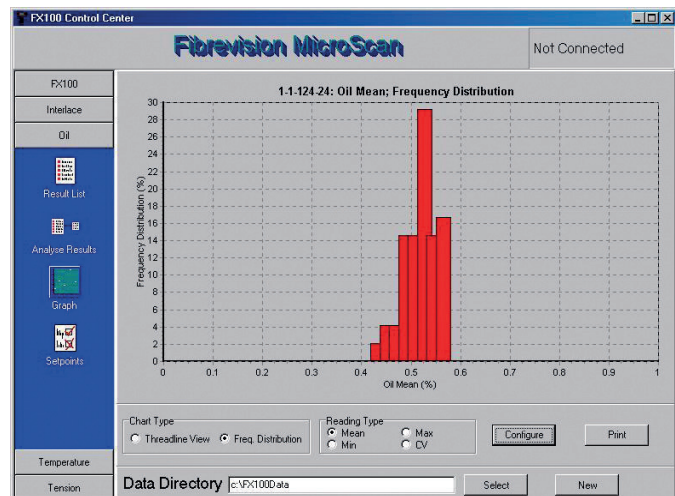 FX100 Control Center
Fibrevision MicroScan
Not Connected
FX100
Interlace
Oil
Result List
Analyse Results
Graph
Setpoints
Temperature
Tension
1-1-124-24: Oil Mean; Frequency Distribution
Frequency Distribution (%)
30
28
26
24
22
20
18
16
14
12
10
8
6
4
2
0
0 0.1 0.2 0.3 0.4 0.5 0.6 0.7 0.8 0.9 1
Oil Mean (%)
Chart Type
Threadline View Freq. Distribution
Reading Type
Mean Max
Min CV
Configure
Print
Data Directory c:\FX100Data Select New